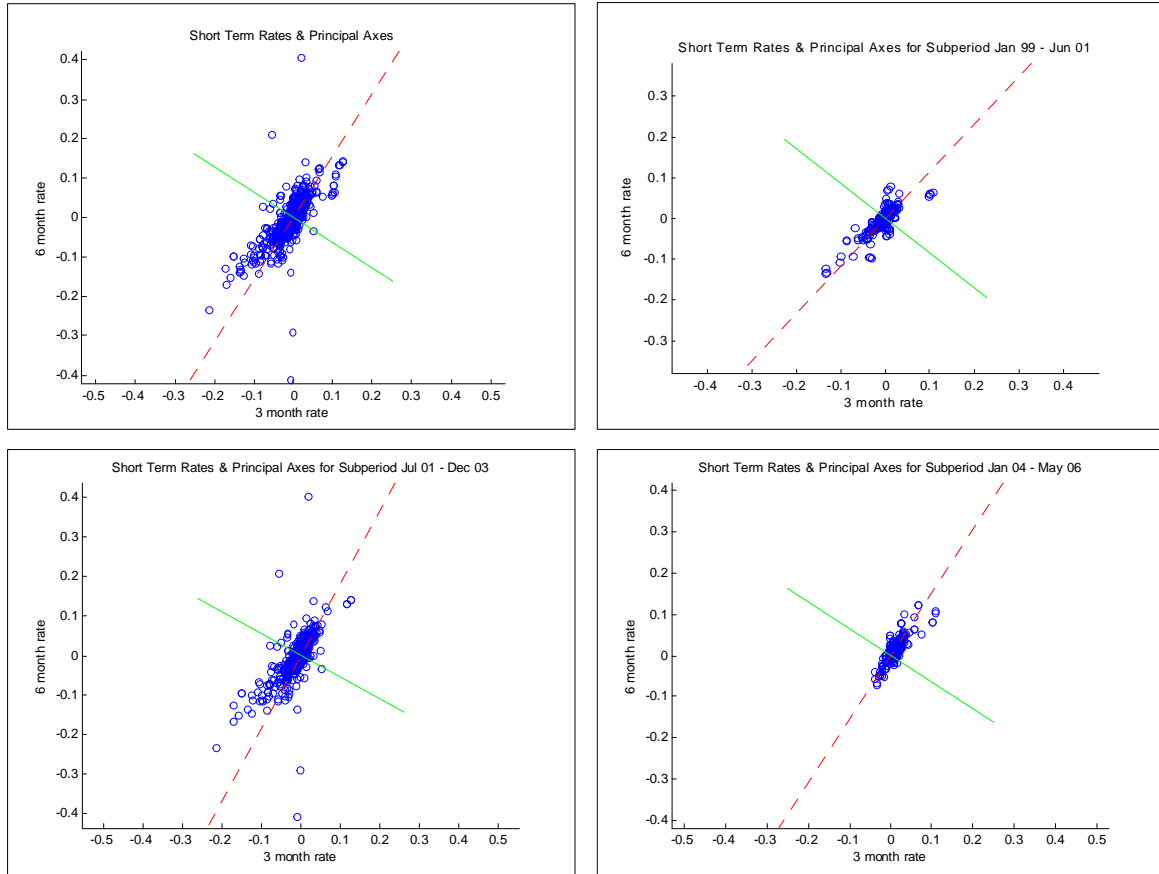 Short Term Rates & Principal Axes
0.4
0.3
0.2
0.1
0
-0.1
-0.2
-0.3
-0.4
6 month rate
-0.5 -0.4 -0.3 -0.2 -0.1 0 0.1 0.2 0.3 0.4 0.5
3 month rate
Short Term Rates & Principal Axes for Subperiod Jan 99 - Jun 01
0.3
0.2
0.1
0
-0.1
-0.2
-0.3
6 month rate
-0.4 -0.3 -0.2 -0.1 0 0.1 0.2 0.3 0.4
3 month rate
Short Term Rates & Principal Axes for Subperiod Jul 01 - Dec 03
0.4
0.3
0.2
0.1
0
-0.1
-0.2
-0.3
-0.4
6 month rate
-0.5 -0.4 -0.3 -0.2 -0.1 0 0.1 0.2 0.3 0.4 0.5
3 month rate
Short Term Rates & Principal Axes for Subperiod Jan 04 - May 06
0.4
0.3
0.2
0.1
0
-0.1
-0.2
-0.3
-0.4
6 month rate
-0.5 -0.4 -0.3 -0.2 -0.1 0 0.1 0.2 0.3 0.4 0.5
3 month rate